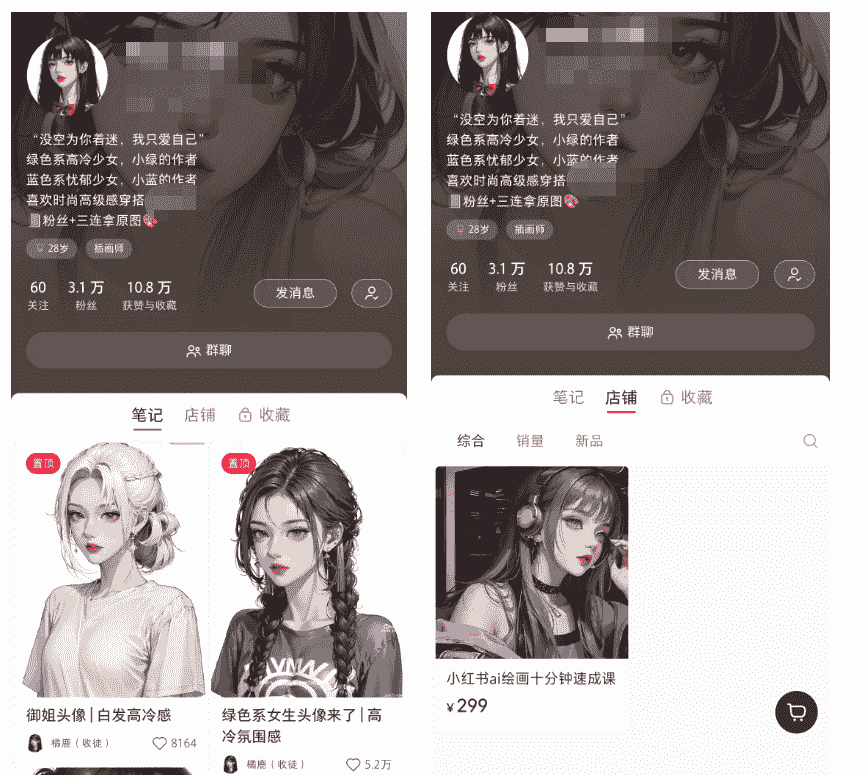 “没空为你着迷，我只爱自己”
绿色系高冷少女，小绿的作者
蓝色系忧郁少女，小蓝的作者
喜欢时尚高级感穿搭
粉丝+三连拿原图
28岁
插画师
60
3.1 万
10.8 万
关注
粉丝
获赞与收藏
发消息
群聊
笔记
店铺
收藏
置顶
置顶
御姐头像|白发高冷感
橘鹿（收徒）
8164
绿色系女生头像来了|高
冷氛围感
橘鹿（收徒）
5.2万
“没空为你着迷，我只爱自己”
绿色系高冷少女，小绿的作者
蓝色系忧郁少女，小蓝的作者
喜欢时尚高级感穿搭
粉丝+三连拿原图
28岁
插画师
60
3.1 万
10.8 万
关注
粉丝
获赞与收藏
发消息
群聊
笔记
店铺
收藏
综合
销量
新品
小红书ai绘画十分钟速成课
¥299